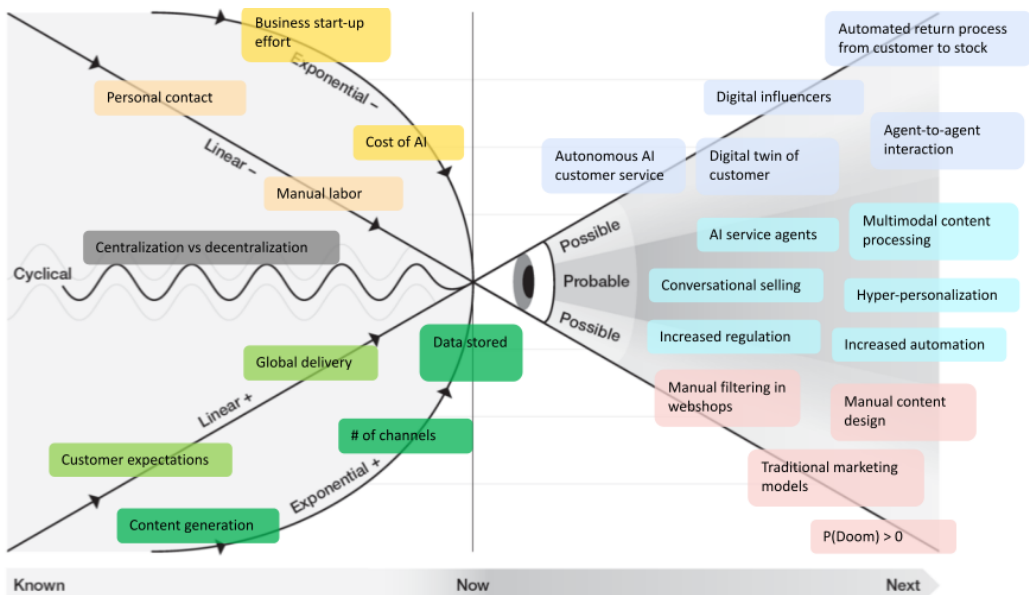 Business start-up
effort
Exponential –
Personal contact
Cost of AI
Linear –
Manual labor
Centralization vs decentralization
Cyclical
Global delivery
Data stored
Linear +
# of channels
Customer expectations
Exponential +
Content generation
Automated return process
from customer to stock
Digital influencers
Agent-to-agent
interaction
Autonomous AI
customer service
Digital twin of
customer
Possible
Probable
Possible
AI service agents
Multimodal content
processing
Conversational selling
Hyper-personalization
Increased regulation
Increased automation
Manual filtering in
webshops
Manual content
design
Traditional marketing
models
P(Doom) > 0
Known
Now
Next